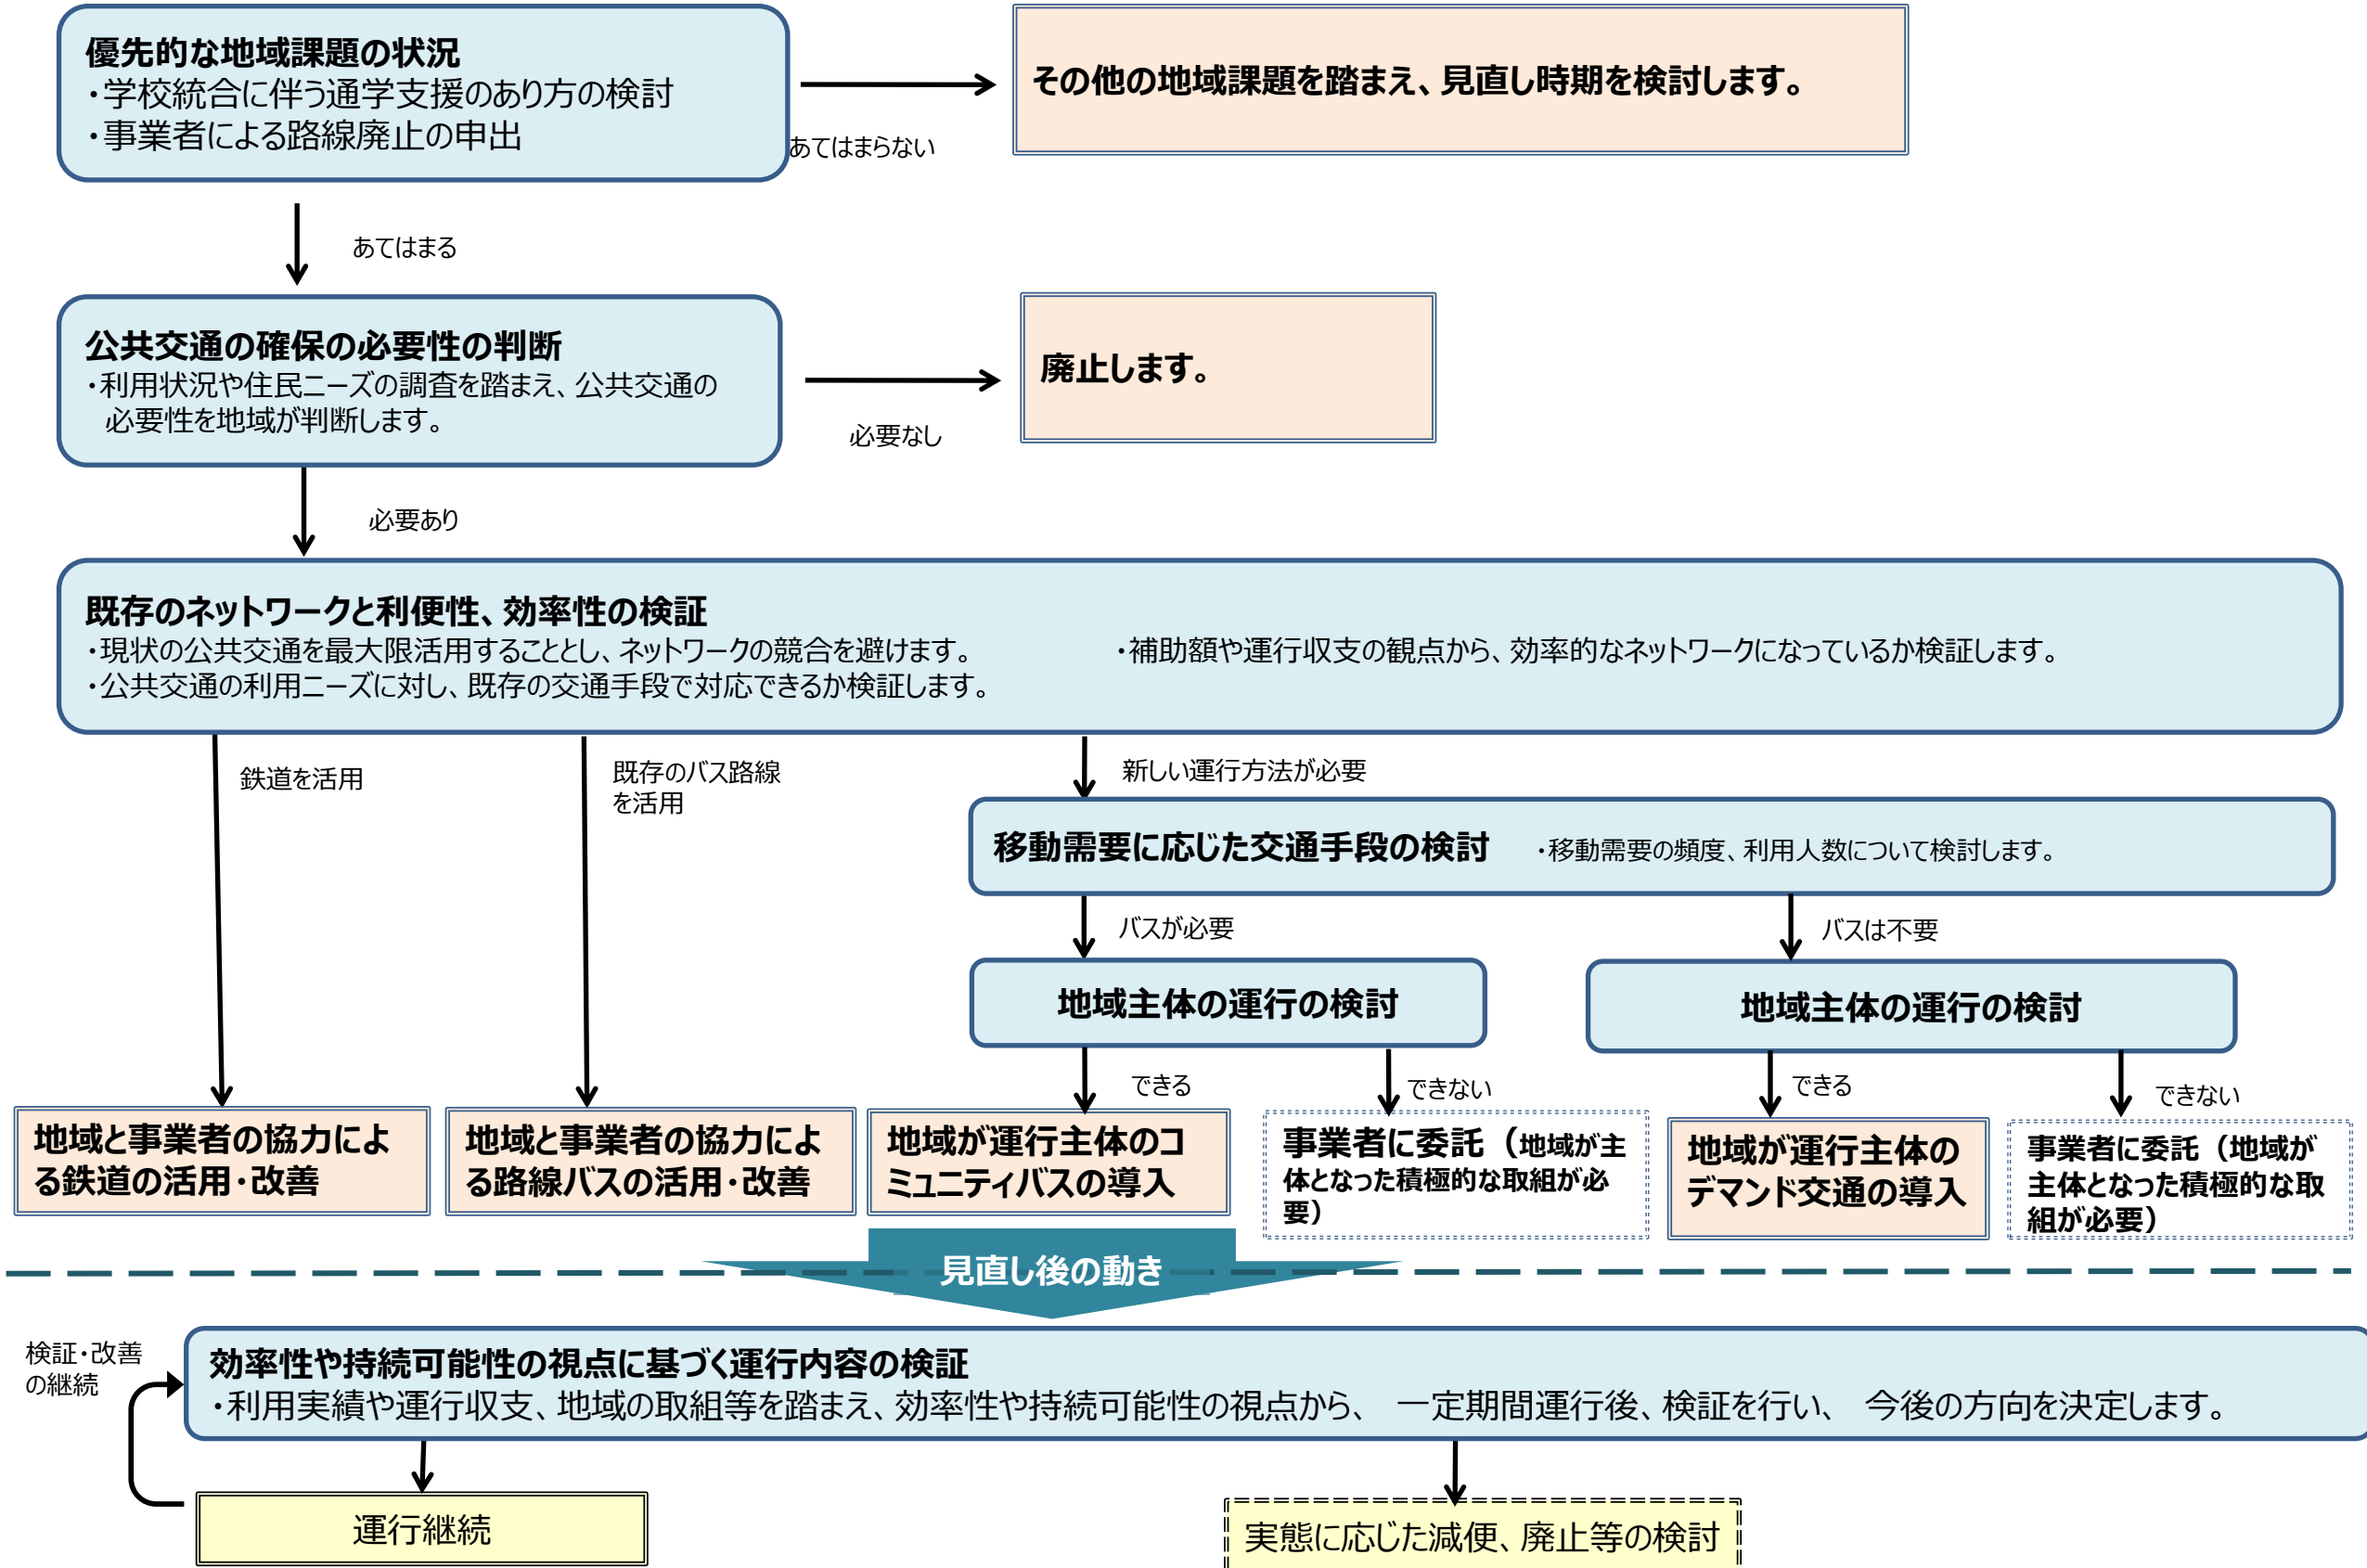 優先的な地域課題の状況
・学校統合に伴う通学支援のあり方の検討
・事業者による路線廃止の申出
あてはまらない
その他の地域課題を踏まえ、見直し時期を検討します。
あてはまる
公共交通の確保の必要性の判断
・利用状況や住民ニーズの調査を踏まえ、公共交通の
必要性を地域が判断します。
必要なし
廃止します。
必要あり
既存のネットワークと利便性、効率性の検証
・現状の公共交通を最大限活用することとし、ネットワークの競合を避けます。
・補助額や運行収支の観点から、効率的なネットワークになっているか検証します。
・公共交通の利用ニーズに対し、既存の交通手段で対応できるか検証します。
鉄道を活用
既存のバス路線
を活用
新しい運行方法が必要
移動需要に応じた交通手段の検討
・移動需要の頻度、利用人数について検討します。
バスが必要
バスは不要
地域主体の運行の検討
地域主体の運行の検討
できる
できない
できる
できない
地域と事業者の協力によ
る鉄道の活用・改善
地域と事業者の協力によ
る路線バスの活用・改善
地域が運行主体のコ
ミュニティバスの導入
事業者に委託（地域が主
体となった積極的な取組が必
要）
地域が運行主体の
デマンド交通の導入
事業者に委託（地域が
主体となった積極的な取
組が必要）
見直し後の動き
検証・改善
の継続
効率性や持続可能性の視点に基づく運行内容の検証
・利用実績や運行収支、地域の取組等を踏まえ、効率性や持続可能性の視点から、 一定期間運行後、検証を行い、 今後の方向を決定します。
運行継続
実態に応じた減便、廃止等の検討